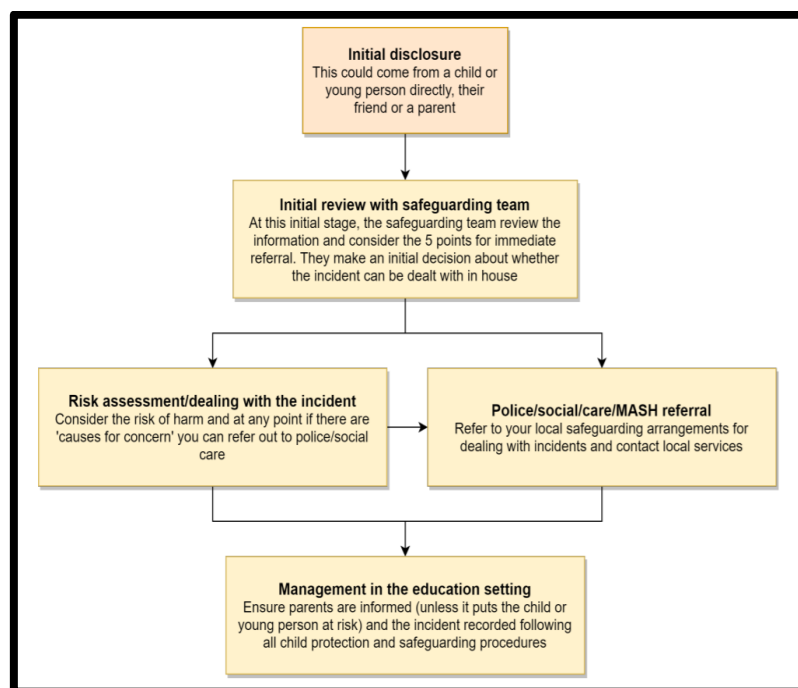 Initial disclosure
This could come from a child or
young person directly, their
friend or a parent
Initial review with safeguarding team
At this initial stage, the safeguarding team review the
information and consider the 5 points for immediate
referral. They make an initial decision about whether
the incident can be dealt with in house
Risk assessment/dealing with the incident
Consider the risk of harm and at any point if there are
'causes for concern' you can refer out to police/social
care
Police/social/care/MASH referral
Refer to your local safeguarding arrangements for
dealing with incidents and contact local services
Management in the education setting
Ensure parents are informed (unless it puts the child or
young person at risk) and the incident recorded following
all child protection and safeguarding procedures